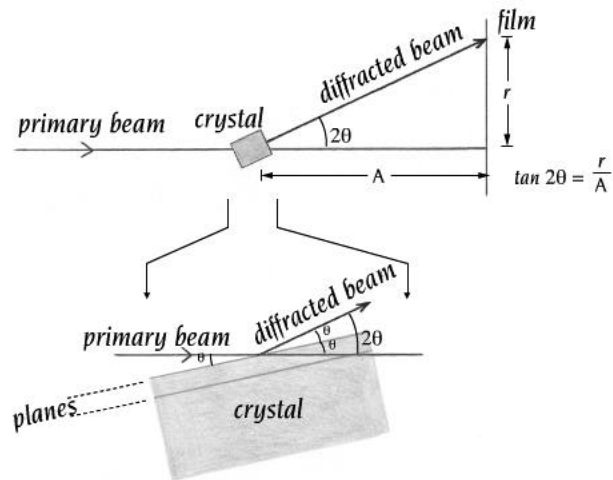 film
diffracted beam
r
crystal
primary beam
2θ
A
tan 2θ = r/A
diffracted beam
primary beam
θ
θ
θ
2θ
planes
crystal